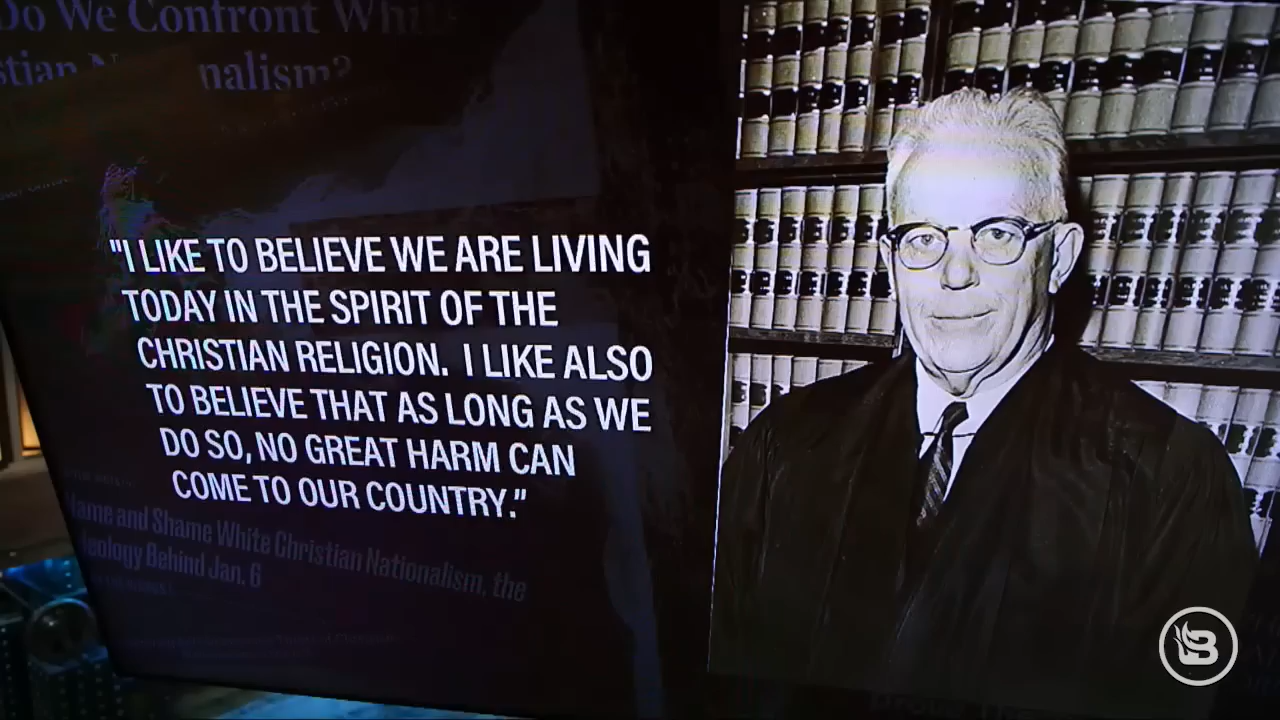 Do We Confront White
nalism?
"I LIKE TO BELIEVE WE ARE LIVING
TODAY IN THE SPIRIT OF THE
CHRISTIAN RELIGION. I LIKE ALSO
TO BELIEVE THAT AS LONG AS WE
DO SO, NO GREAT HARM CAN
COME TO OUR COUNTRY."
Name and Shame White Christian Nationalism, the
Ideology Behind Jan. 6
B